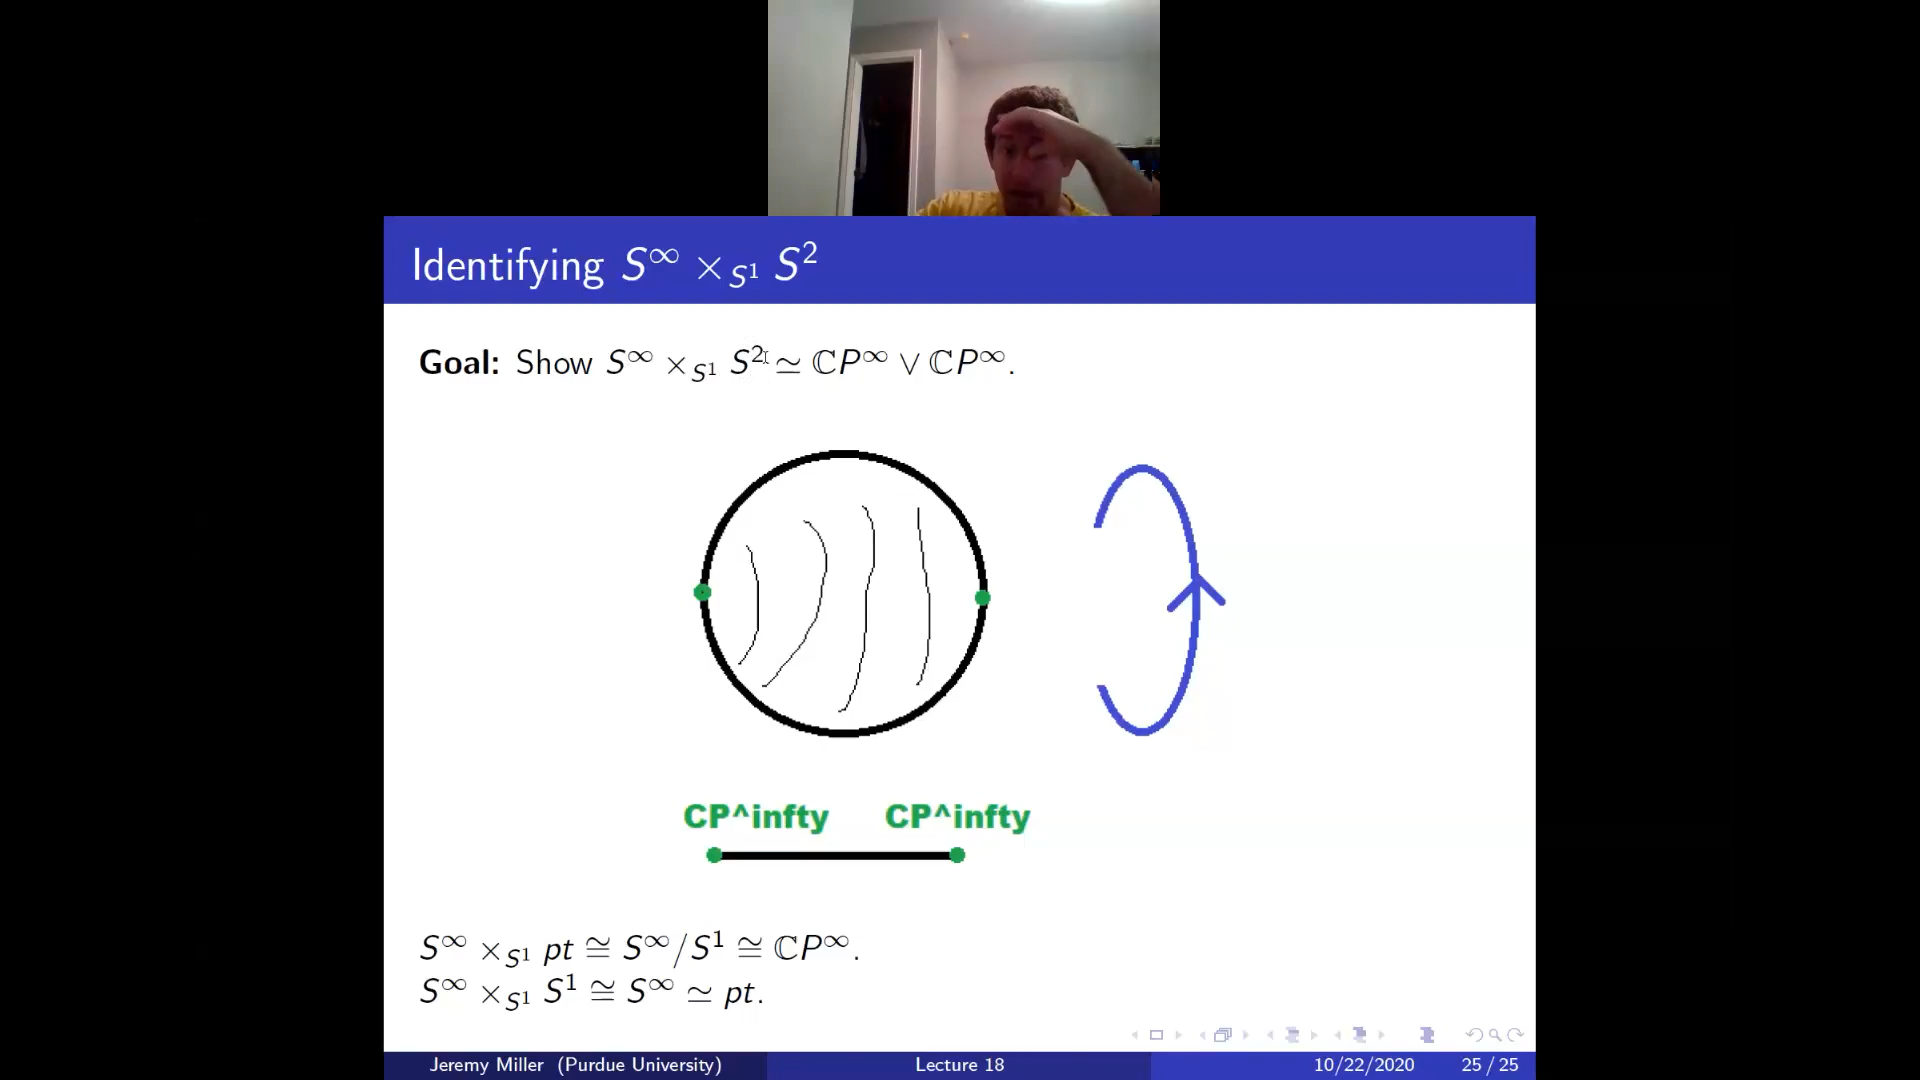 Identifying S^∞ ×_{S^1} S^2
Goal: Show S^∞ ×_{S^1} S^2 ≃ ℂP^∞ ∨ ℂP^∞.
CP^infty CP^infty
S^∞ ×_{S^1} pt ≅ S^∞/S^1 ≅ ℂP^∞.
S^∞ ×_{S^1} S^1 ≅ S^∞ ≃ pt.
Jeremy Miller (Purdue University) Lecture 18 10/22/2020 25 / 25